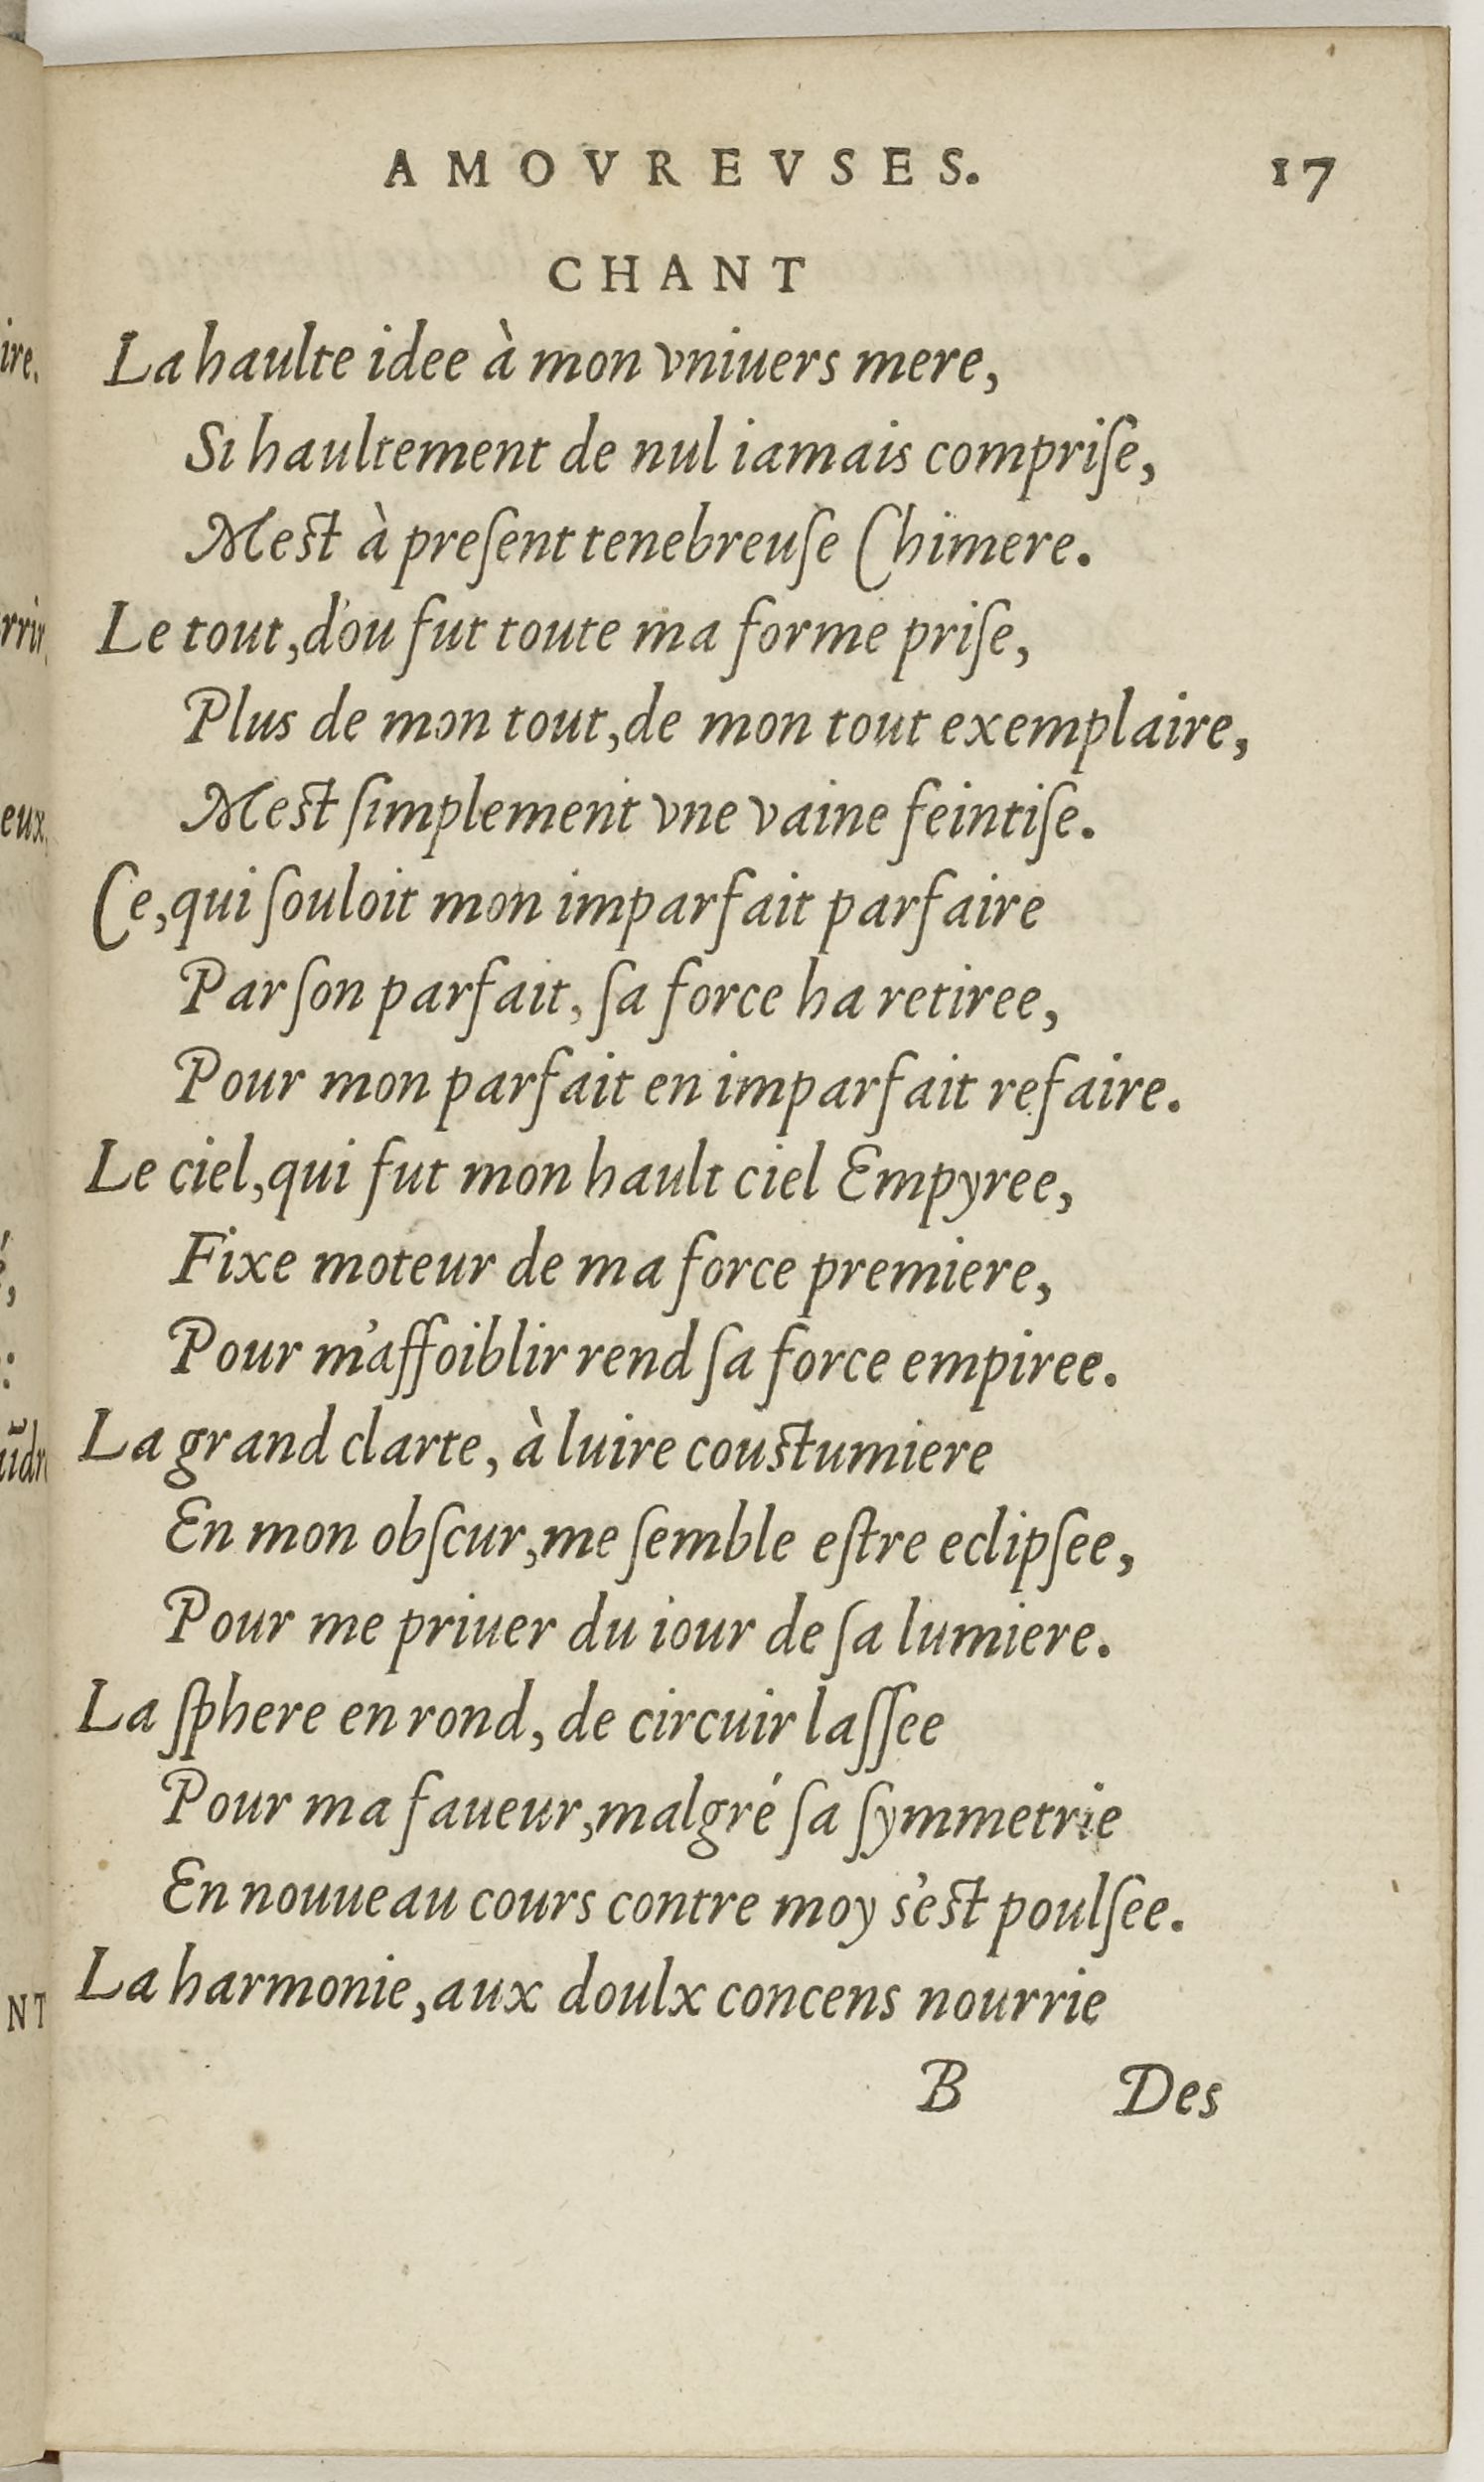 AMOVREVSES. 17
CHANT
La haulte idee à mon vniuers mere,
Si haultement de nul iamais compriſe,
Mest à preſent tenebreuſe Chimere.
Le tout, d'ou fut toute ma forme priſe,
Plus de mon tout, de mon tout exemplaire,
Mest ſimplement vne vaine feintiſe.
Ce, qui ſouloit mon imparfait parfaire
Par ſon parfait, ſa force ha retiree,
Pour mon parfait en imparfait refaire.
Le ciel, qui fut mon hault ciel Empyree,
Fixe moteur de ma force premiere,
Pour m'affoiblir rend ſa force empiree.
La grand clarte, à luire coustumiere
En mon obſcur, me ſemble eſtre eclipſee,
Pour me priuer du iour de ſa lumiere.
La ſphere en rond, de circuir laſſee
Pour ma faueur, malgré ſa ſymmetrie
En nouueau cours contre moy s'est poulſee.
La harmonie, aux doulx concens nourrie
B Des